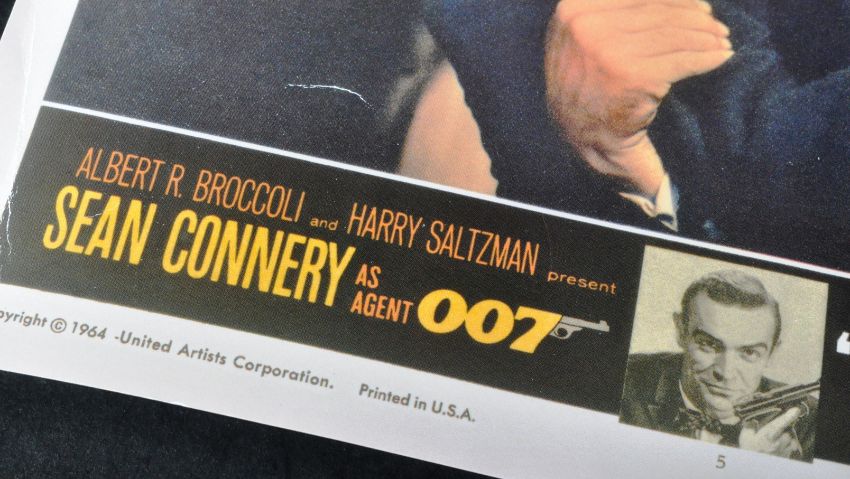 ALBERT R. BROCCOLI and HARRY SALTZMAN present
SEAN CONNERY AS AGENT 007
pyright © 1964 -United Artists Corporation. Printed in U.S.A.
5
“